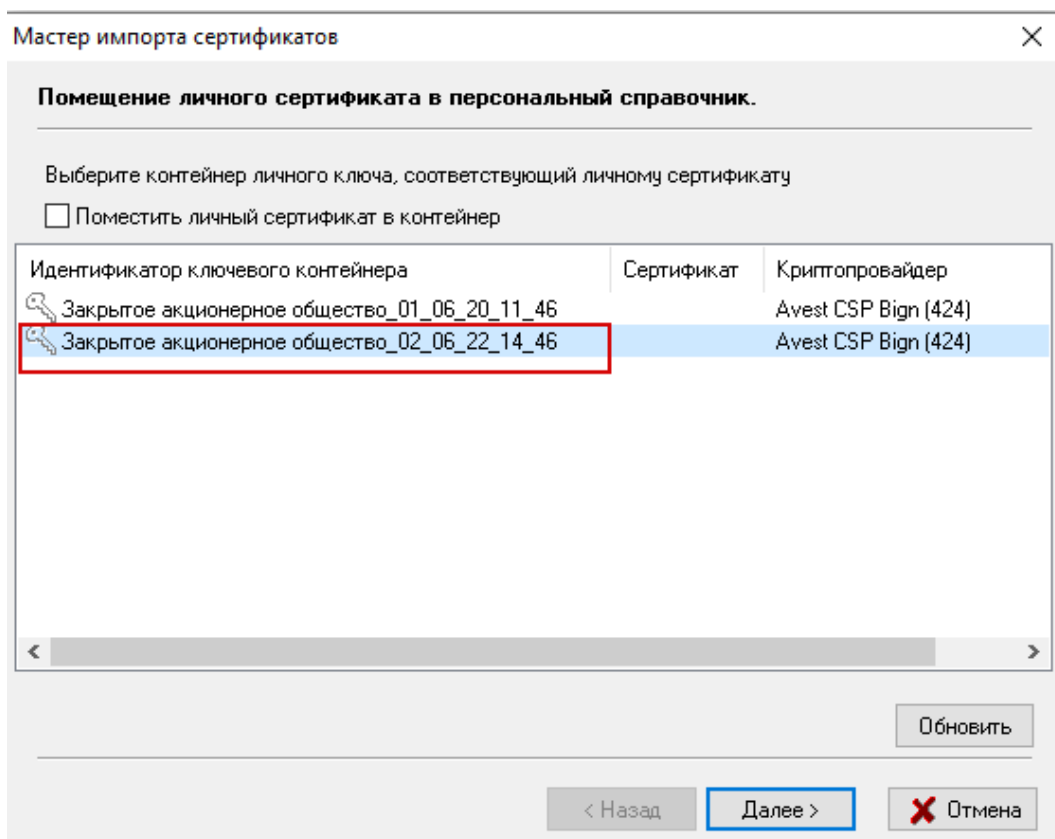 Мастер импорта сертификатов
Помещение личного сертификата в персональный справочник.
Выберите контейнер личного ключа, соответствующий личному сертификату
Поместить личный сертификат в контейнер
Идентификатор ключевого контейнера Сертификат Криптопровайдер
Закрытое акционерное общество_01_06_20_11_46 Avest CSP Bign (424)
Закрытое акционерное общество_02_06_22_14_46 Avest CSP Bign (424)
Обновить
< Назад Далее > Отмена